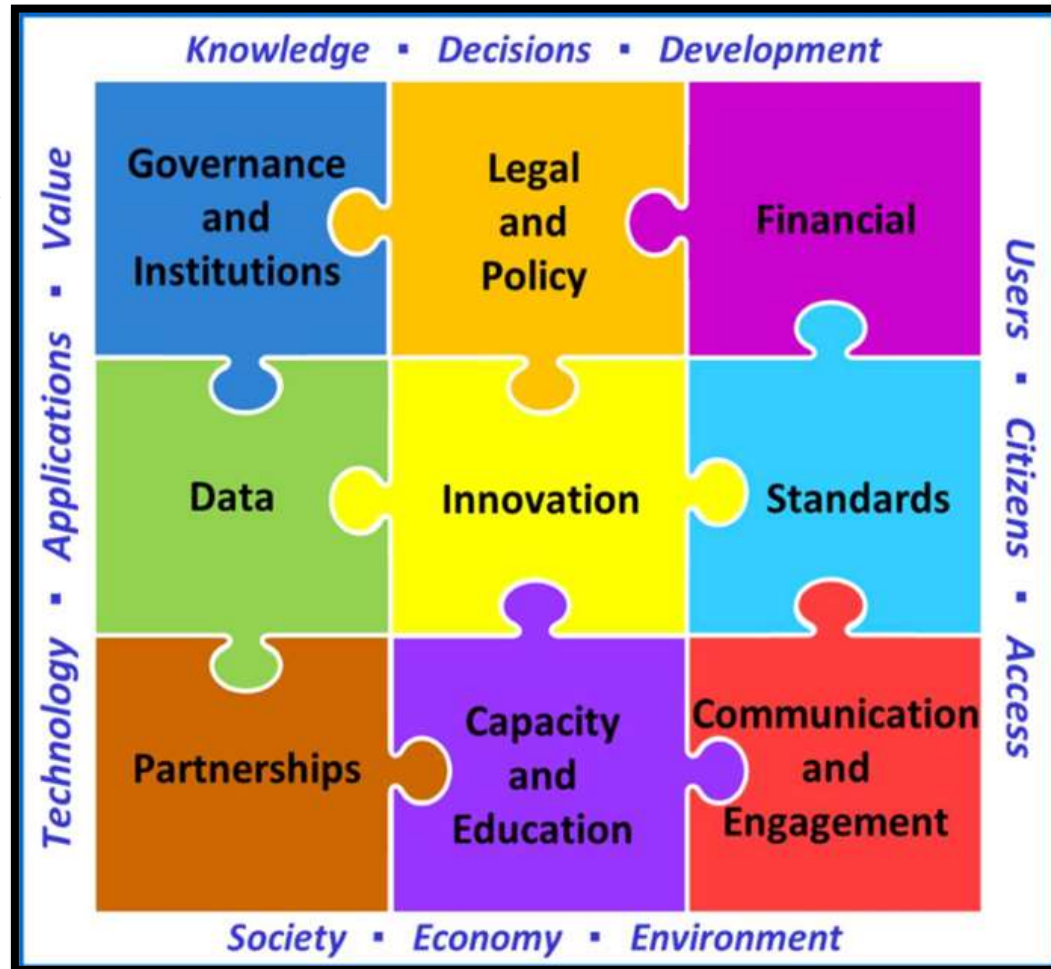 Knowledge ▪ Decisions ▪ Development
Technology ▪ Applications ▪ Value
Governance
and
Institutions
Legal
and
Policy
Financial
Users ▪ Citizens ▪ Access
Data
Innovation
Standards
Partnerships
Capacity
and
Education
Communication
and
Engagement
Society ▪ Economy ▪ Environment